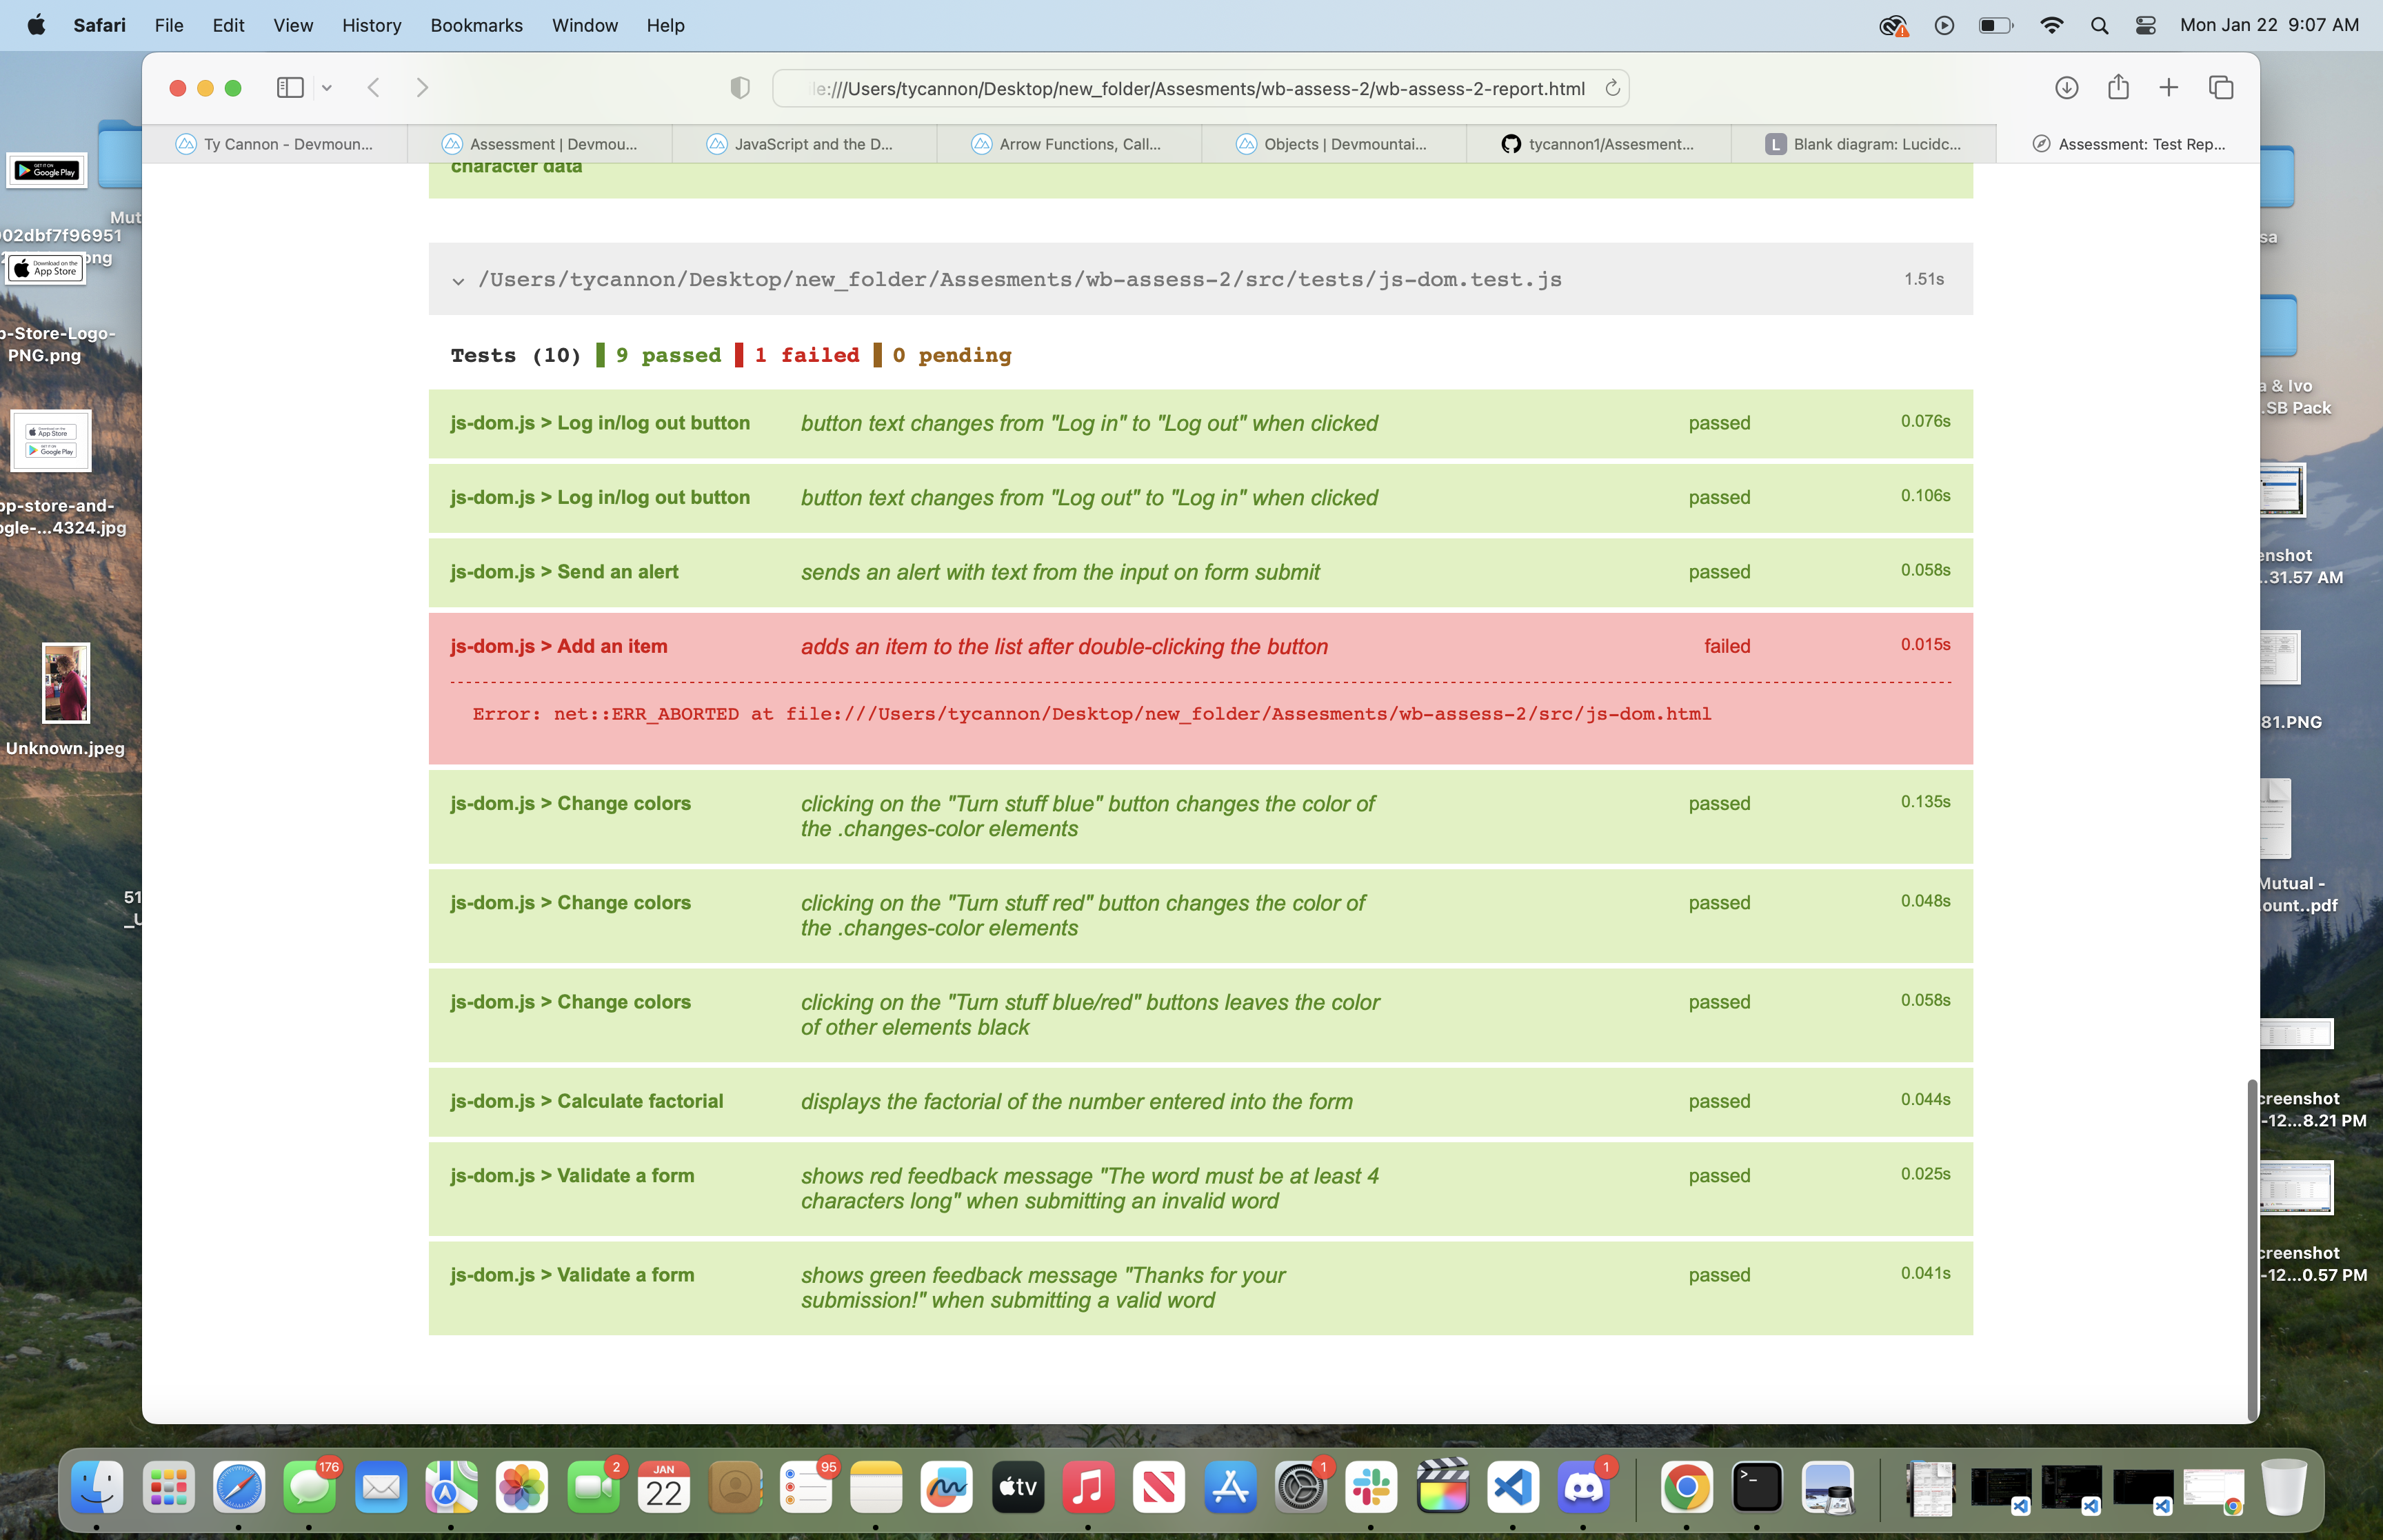 Safari File Edit View History Bookmarks Window Help Mon Jan 22 9:07 AM
le:///Users/tycannon/Desktop/new_folder/Assesments/wb-assess-2/wb-assess-2-report.html
Ty Cannon - Devmoun... Assessment | Devmou... JavaScript and the D... Arrow Functions, Call... Objects | Devmountai... tycannon1/Assesment... L Blank diagram: Lucidc... Assessment: Test Rep...
character data
/Users/tycannon/Desktop/new_folder/Assesments/wb-assess-2/src/tests/js-dom.test.js 1.51s
Tests (10) 9 passed 1 failed 0 pending
js-dom.js > Log in/log out button button text changes from "Log in" to "Log out" when clicked passed 0.076s
js-dom.js > Log in/log out button button text changes from "Log out" to "Log in" when clicked passed 0.106s
js-dom.js > Send an alert sends an alert with text from the input on form submit passed 0.058s
js-dom.js > Add an item adds an item to the list after double-clicking the button failed 0.015s
Error: net::ERR_ABORTED at file:///Users/tycannon/Desktop/new_folder/Assesments/wb-assess-2/src/js-dom.html
js-dom.js > Change colors clicking on the "Turn stuff blue" button changes the color of passed 0.135s
the .changes-color elements
js-dom.js > Change colors clicking on the "Turn stuff red" button changes the color of passed 0.048s
the .changes-color elements
js-dom.js > Change colors clicking on the "Turn stuff blue/red" buttons leaves the color passed 0.058s
of other elements black
js-dom.js > Calculate factorial displays the factorial of the number entered into the form passed 0.044s
js-dom.js > Validate a form shows red feedback message "The word must be at least 4 passed 0.025s
characters long" when submitting an invalid word
js-dom.js > Validate a form shows green feedback message "Thanks for your passed 0.041s
submission!" when submitting a valid word
GET IT ON
Google Play
Mut
02dbf7f96951
png
Download on the
App Store
p-Store-Logo-
PNG.png
App Store
Google Play
pp-store-and-
ogle-...4324.jpg
Unknown.jpeg
51
_U
sa
a & Ivo
.SB Pack
enshot
..31.57 AM
81.PNG
Mutual -
ount..pdf
creenshot
-12...8.21 PM
creenshot
-12...0.57 PM
176 2 JAN 22 95 tv 1 1